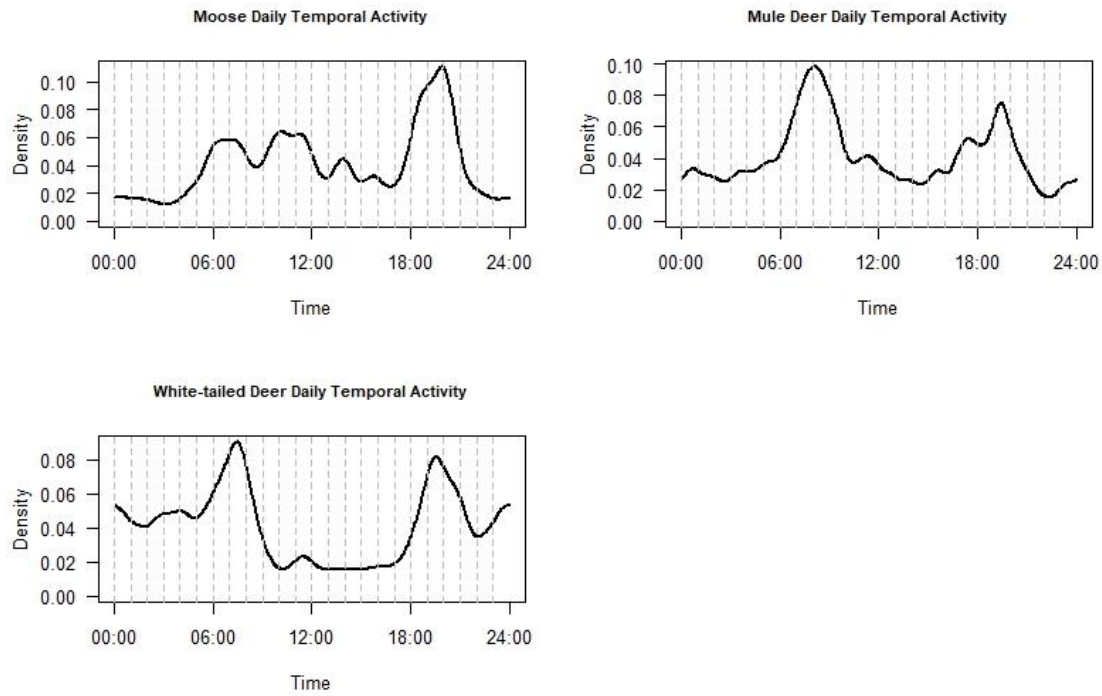 Moose Daily Temporal Activity
Density
0.10
0.08
0.06
0.04
0.02
0.00
00:00 06:00 12:00 18:00 24:00
Time
Mule Deer Daily Temporal Activity
Density
0.10
0.08
0.06
0.04
0.02
0.00
00:00 06:00 12:00 18:00 24:00
Time
White-tailed Deer Daily Temporal Activity
Density
0.08
0.06
0.04
0.02
0.00
00:00 06:00 12:00 18:00 24:00
Time